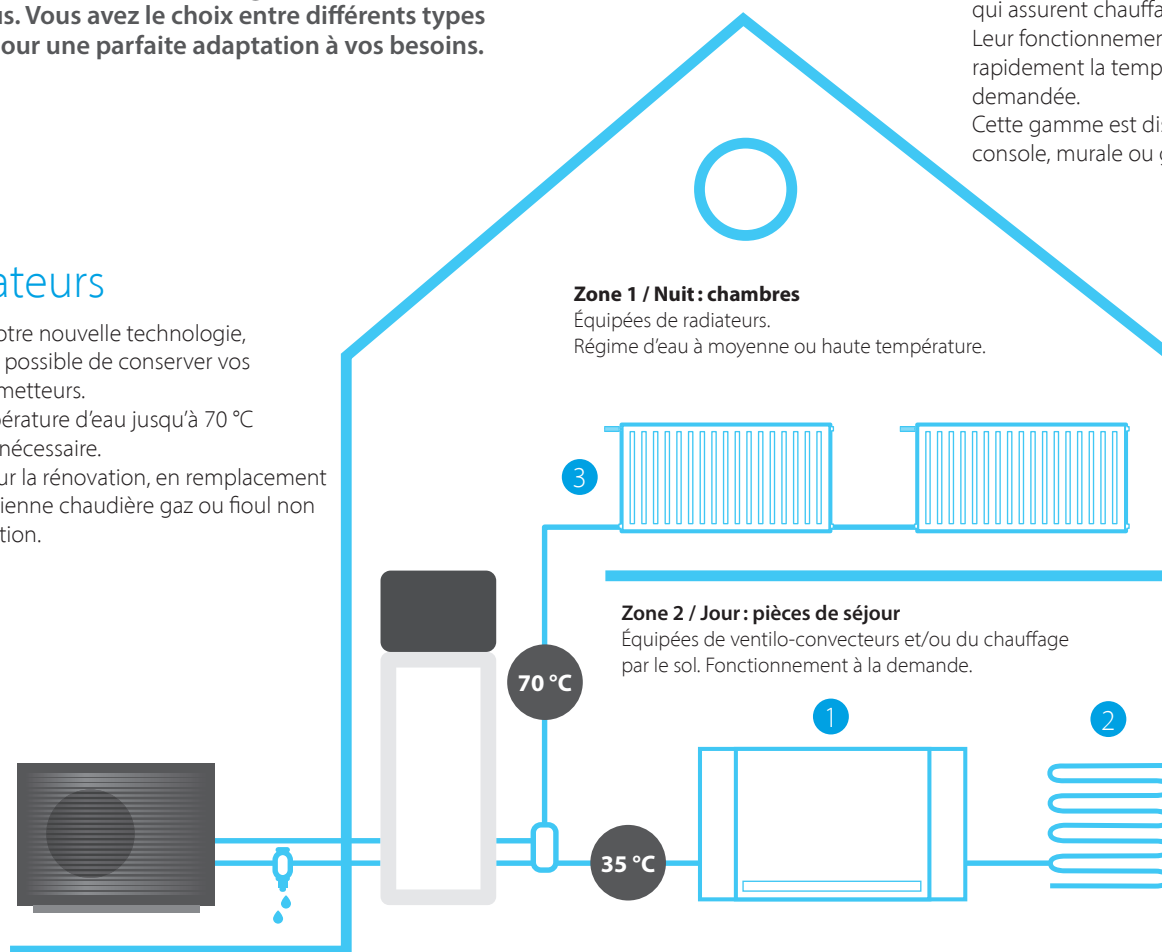 us. Vous avez le choix entre différents types
our une parfaite adaptation à vos besoins.
qui assurent chauffa
Leur fonctionnemen
rapidement la temp
demandée.
Cette gamme est dis
console, murale ou
ateurs
otre nouvelle technologie,
possible de conserver vos
metteurs.
pérature d'eau jusqu'à 70 °C
nécessaire.
ur la rénovation, en remplacement
ienne chaudière gaz ou fioul non
tion.
Zone 1 / Nuit : chambres
Équipées de radiateurs.
Régime d'eau à moyenne ou haute température.
3
Zone 2 / Jour : pièces de séjour
Équipées de ventilo-convecteurs et/ou du chauffage
par le sol. Fonctionnement à la demande.
70 °C
1
2
35 °C